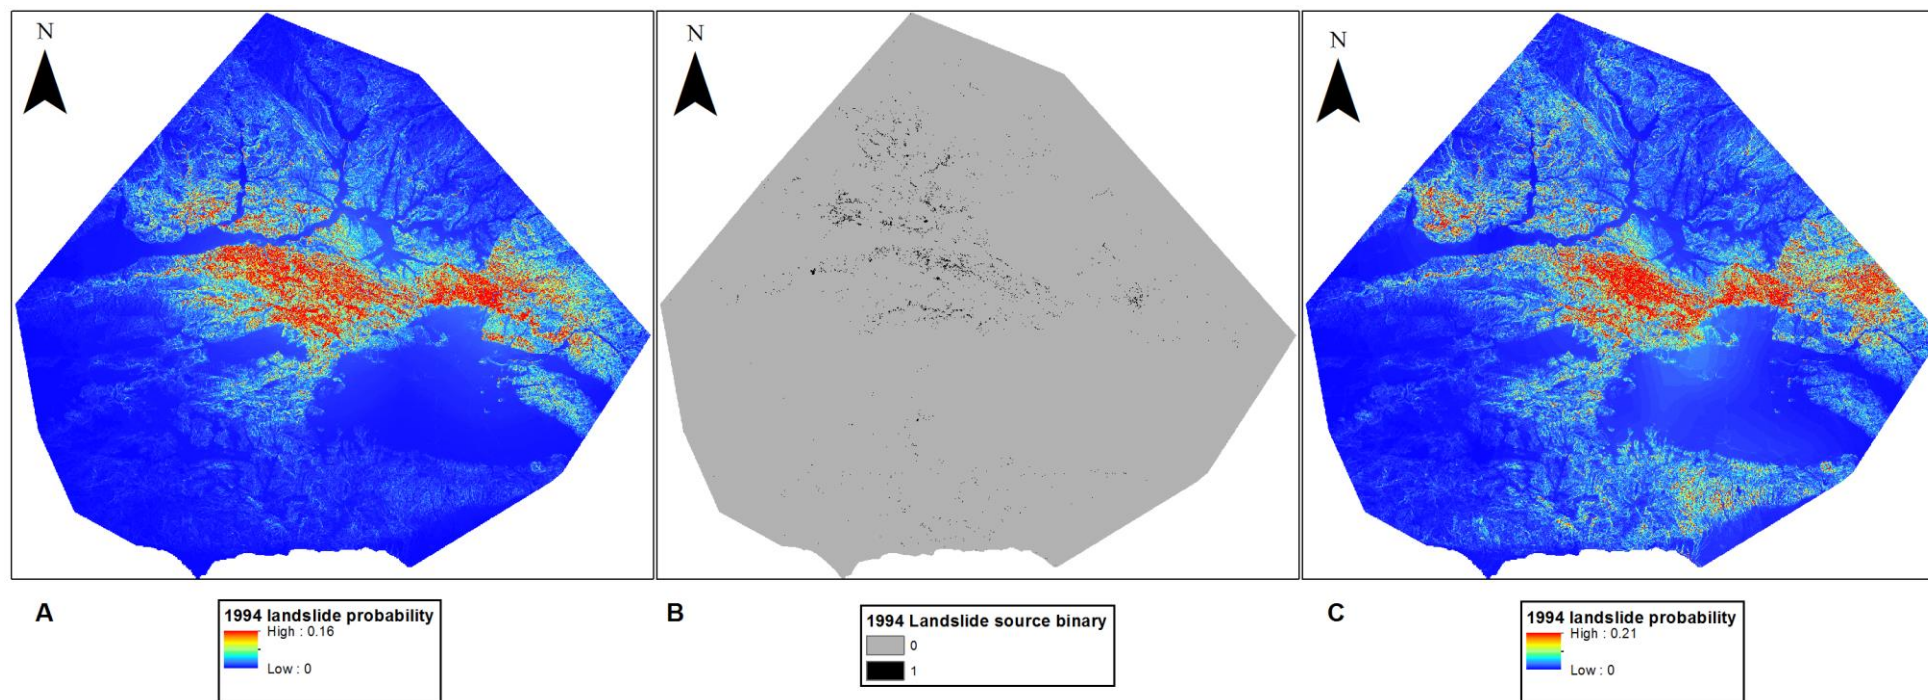 N
N
N
A
1994 landslide probability
High : 0.16
Low : 0
B
1994 Landslide source binary
0
1
C
1994 landslide probability
High : 0.21
Low : 0